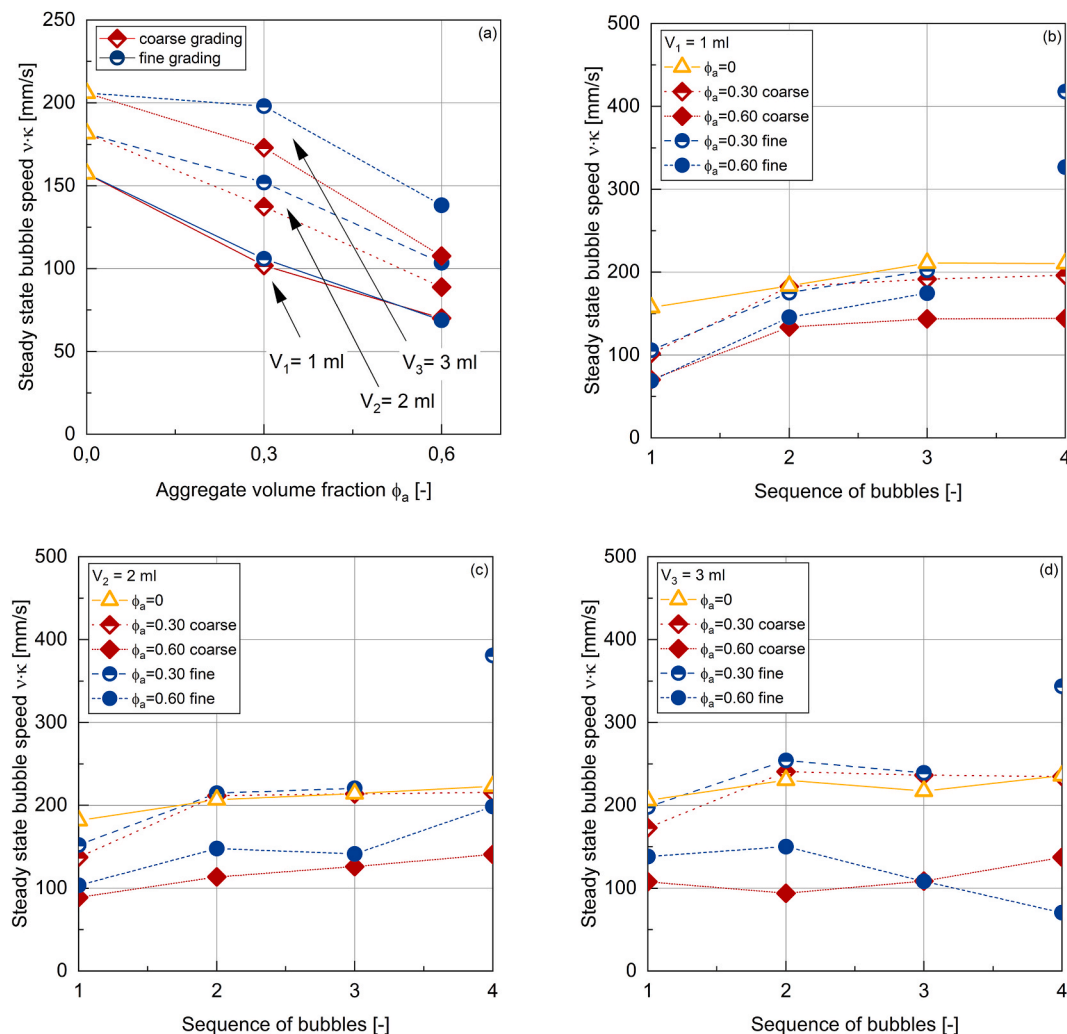 (a)
coarse grading
fine grading
Steady state bubble speed ν·κ [mm/s]
250
200
150
100
50
0
V₁= 1 ml
V₂= 2 ml
V₃= 3 ml
0,0
0,3
0,6
Aggregate volume fraction ϕₐ [-]
(b)
V₁ = 1 ml
ϕₐ=0
ϕₐ=0.30 coarse
ϕₐ=0.60 coarse
ϕₐ=0.30 fine
ϕₐ=0.60 fine
Steady state bubble speed ν·κ [mm/s]
500
400
300
200
100
0
1
2
3
4
Sequence of bubbles [-]
(c)
V₂ = 2 ml
ϕₐ=0
ϕₐ=0.30 coarse
ϕₐ=0.60 coarse
ϕₐ=0.30 fine
ϕₐ=0.60 fine
Steady state bubble speed ν·κ [mm/s]
500
400
300
200
100
0
1
2
3
4
Sequence of bubbles [-]
(d)
V₃ = 3 ml
ϕₐ=0
ϕₐ=0.30 coarse
ϕₐ=0.60 coarse
ϕₐ=0.30 fine
ϕₐ=0.60 fine
Steady state bubble speed ν·κ [mm/s]
500
400
300
200
100
0
1
2
3
4
Sequence of bubbles [-]